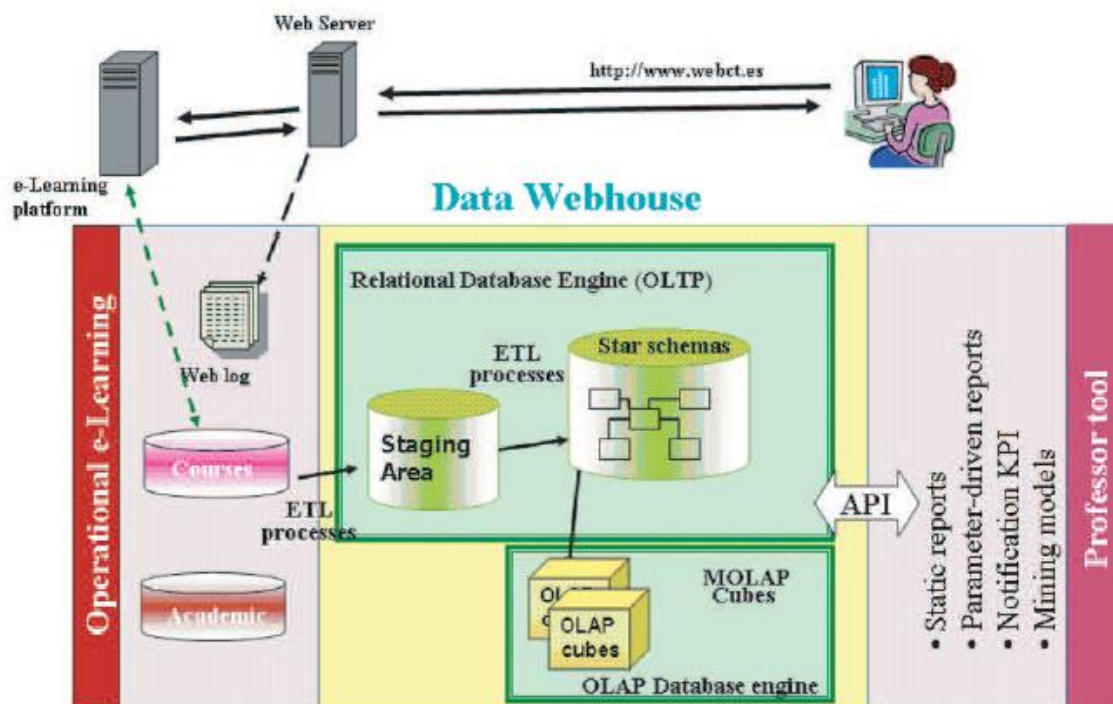 Web Server
http://www.webct.es
e-Learning
platform
Data Webhouse
Operational e-Learning
Web log
Courses
Academic
ETL
processes
Relational Database Engine (OLTP)
Staging
Area
ETL
processes
Star schemas
MOLAP
Cubes
OLAP
OLAP
cubes
OLAP Database engine
API
• Static reports
• Parameter-driven reports
• Notification KPI
• Mining models
Professor tool